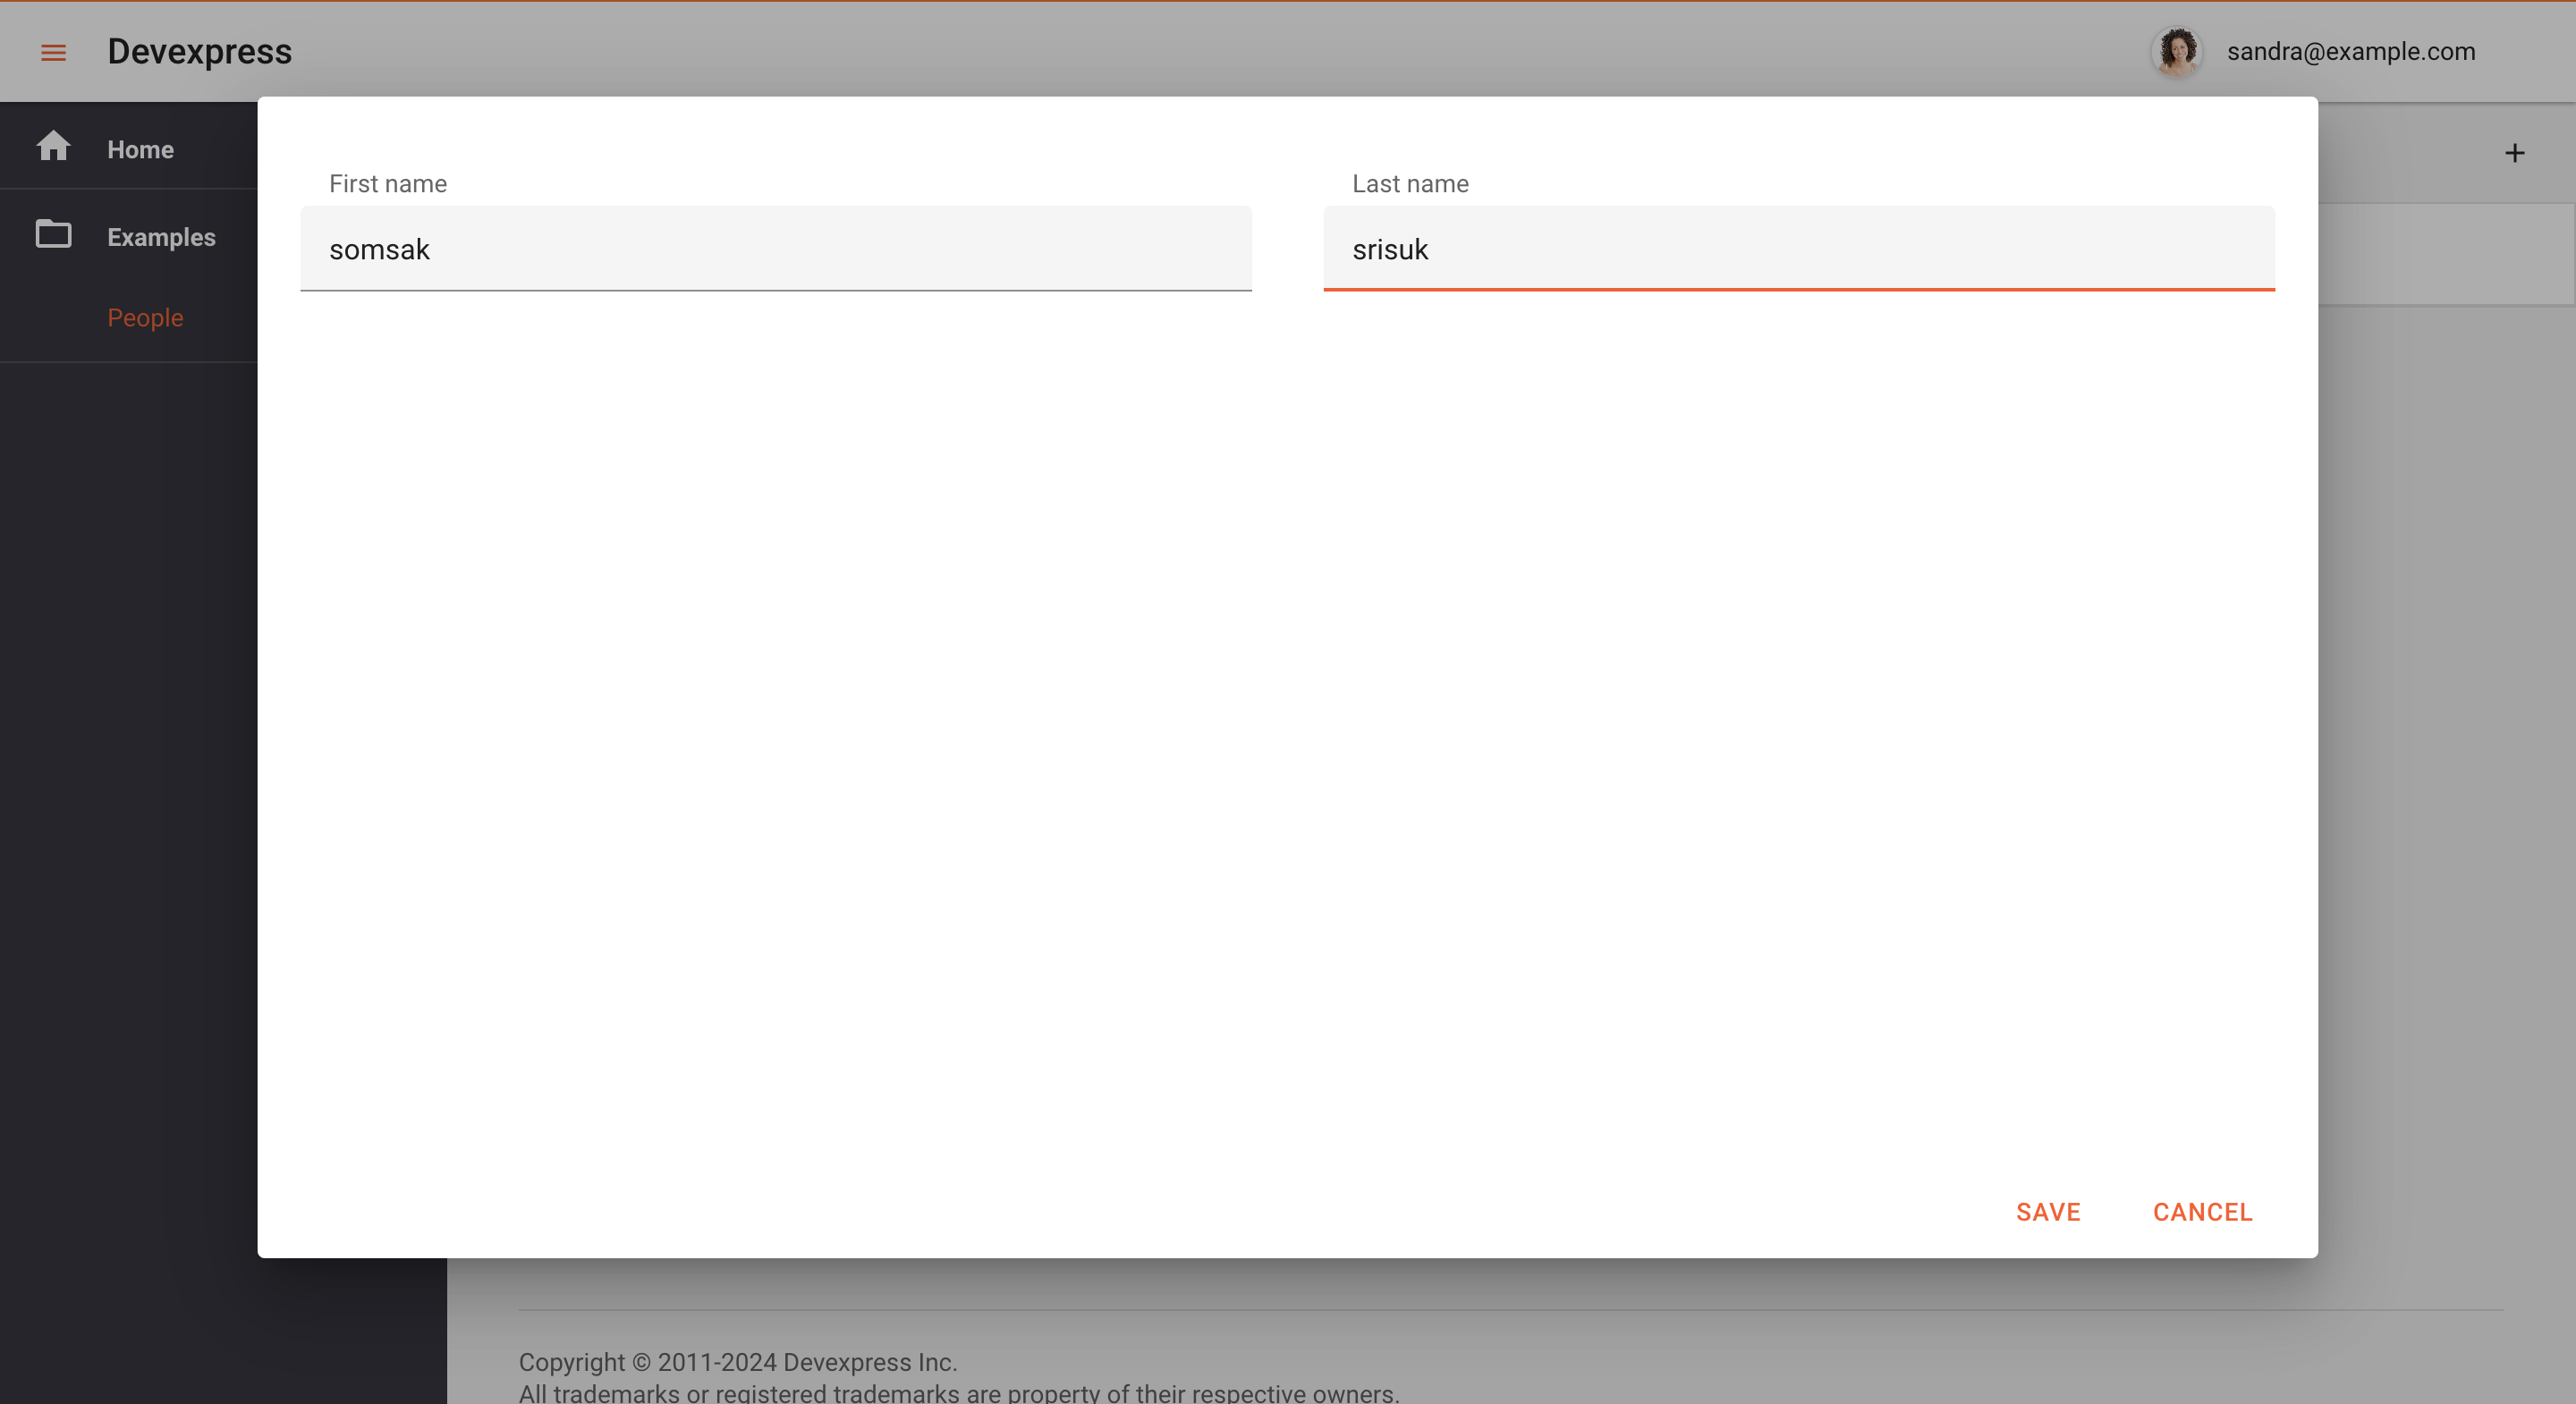 Devexpress
sandra@example.com
Home
Examples
People
First name
Last name
somsak
srisuk
SAVE
CANCEL
Copyright © 2011-2024 Devexpress Inc.
All trademarks or registered trademarks are property of their respective owners.